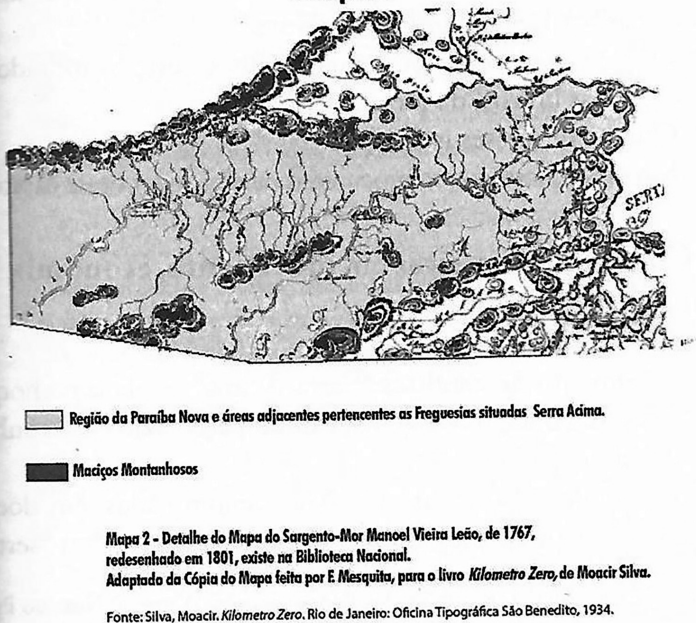 SERT
Região da Paraíba Nova e áreas adjacentes pertencentes as Freguesias situadas Serra Acima.
Maciços Montanhosos
Mapa 2 - Detalhe do Mapa do Sargento-Mor Manoel Vieira Leão, de 1767,
redesenhado em 1801, existe na Biblioteca Nacional.
Adaptado da Cópia do Mapa feita por F. Mesquita, para o livro Kilometro Zero, de Moacir Silva.
Fonte: Silva, Moacir. Kilometro Zero. Rio de Janeiro: Oficina Tipográfica São Benedito, 1934.